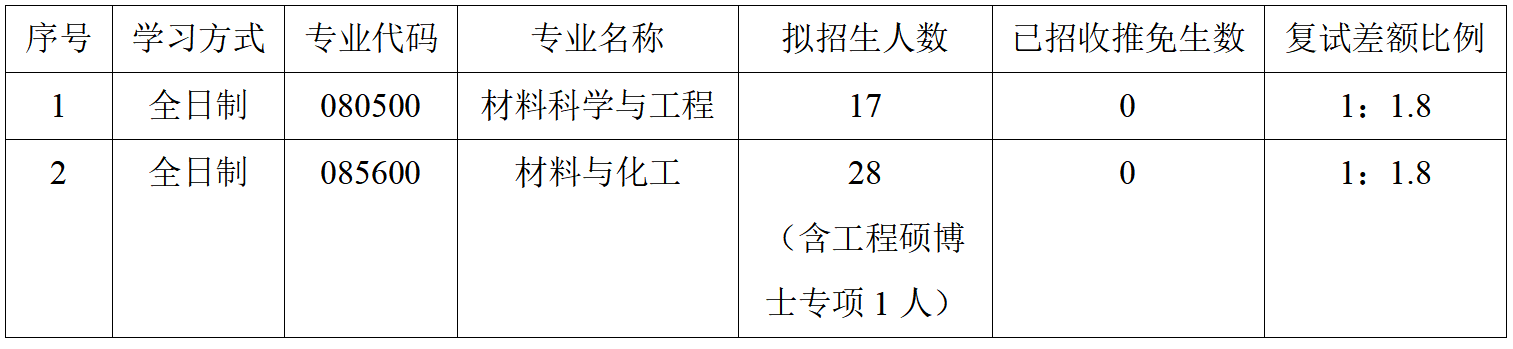 序号 学习方式 专业代码 专业名称 拟招生人数 已招收推免生数 复试差额比例
1 全日制 080500 材料科学与工程 17 0 1：1.8
2 全日制 085600 材料与化工 28 0 1：1.8
（含工程硕博
士专项1人）